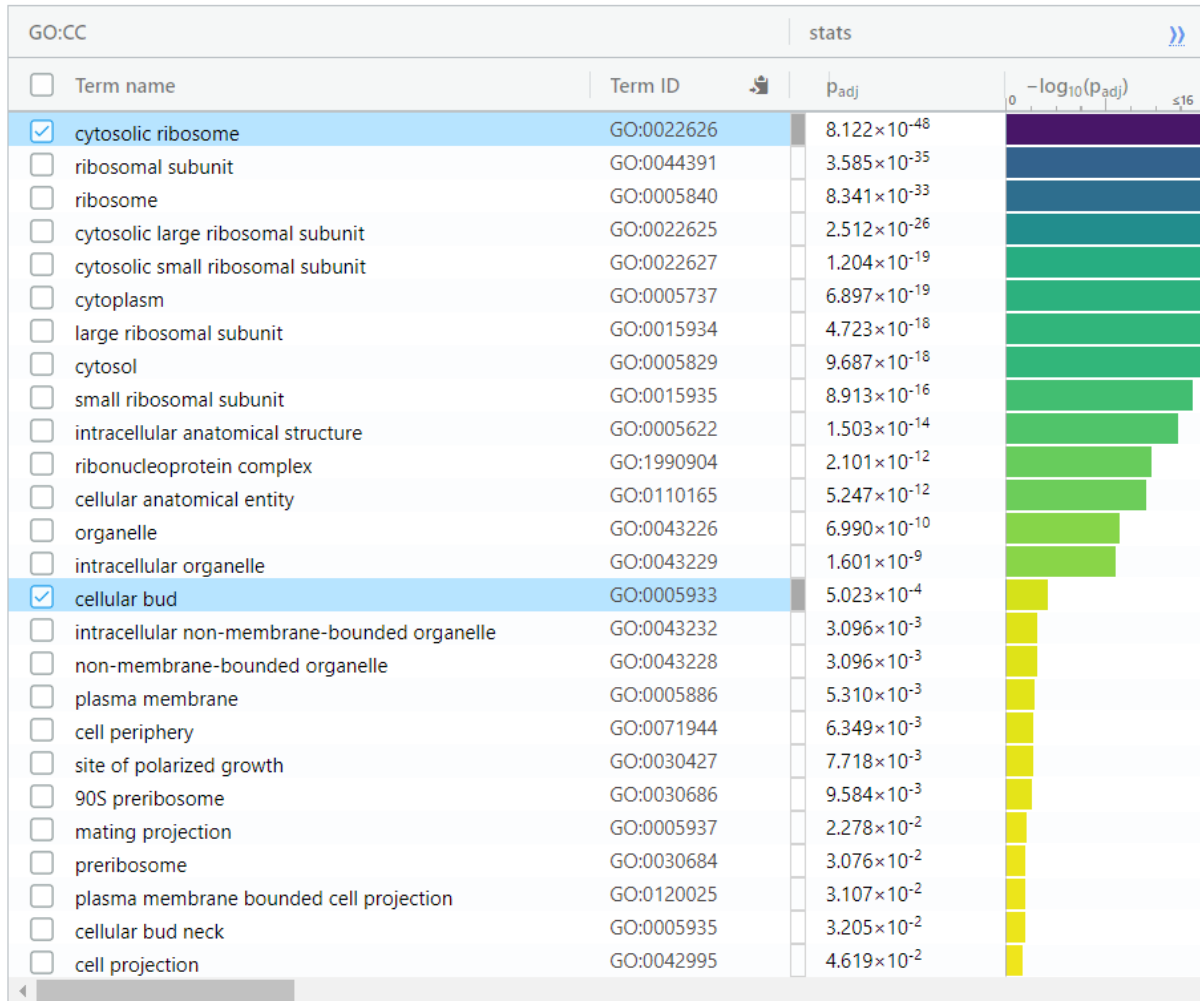 GO:CC stats
Term name Term ID p_adj 0 −log₁₀(p_adj) ≤16
cytosolic ribosome GO:0022626 8.122×10⁻⁴⁸
ribosomal subunit GO:0044391 3.585×10⁻³⁵
ribosome GO:0005840 8.341×10⁻³³
cytosolic large ribosomal subunit GO:0022625 2.512×10⁻²⁶
cytosolic small ribosomal subunit GO:0022627 1.204×10⁻¹⁹
cytoplasm GO:0005737 6.897×10⁻¹⁹
large ribosomal subunit GO:0015934 4.723×10⁻¹⁸
cytosol GO:0005829 9.687×10⁻¹⁸
small ribosomal subunit GO:0015935 8.913×10⁻¹⁶
intracellular anatomical structure GO:0005622 1.503×10⁻¹⁴
ribonucleoprotein complex GO:1990904 2.101×10⁻¹²
cellular anatomical entity GO:0110165 5.247×10⁻¹²
organelle GO:0043226 6.990×10⁻¹⁰
intracellular organelle GO:0043229 1.601×10⁻⁹
cellular bud GO:0005933 5.023×10⁻⁴
intracellular non-membrane-bounded organelle GO:0043232 3.096×10⁻³
non-membrane-bounded organelle GO:0043228 3.096×10⁻³
plasma membrane GO:0005886 5.310×10⁻³
cell periphery GO:0071944 6.349×10⁻³
site of polarized growth GO:0030427 7.718×10⁻³
90S preribosome GO:0030686 9.584×10⁻³
mating projection GO:0005937 2.278×10⁻²
preribosome GO:0030684 3.076×10⁻²
plasma membrane bounded cell projection GO:0120025 3.107×10⁻²
cellular bud neck GO:0005935 3.205×10⁻²
cell projection GO:0042995 4.619×10⁻²